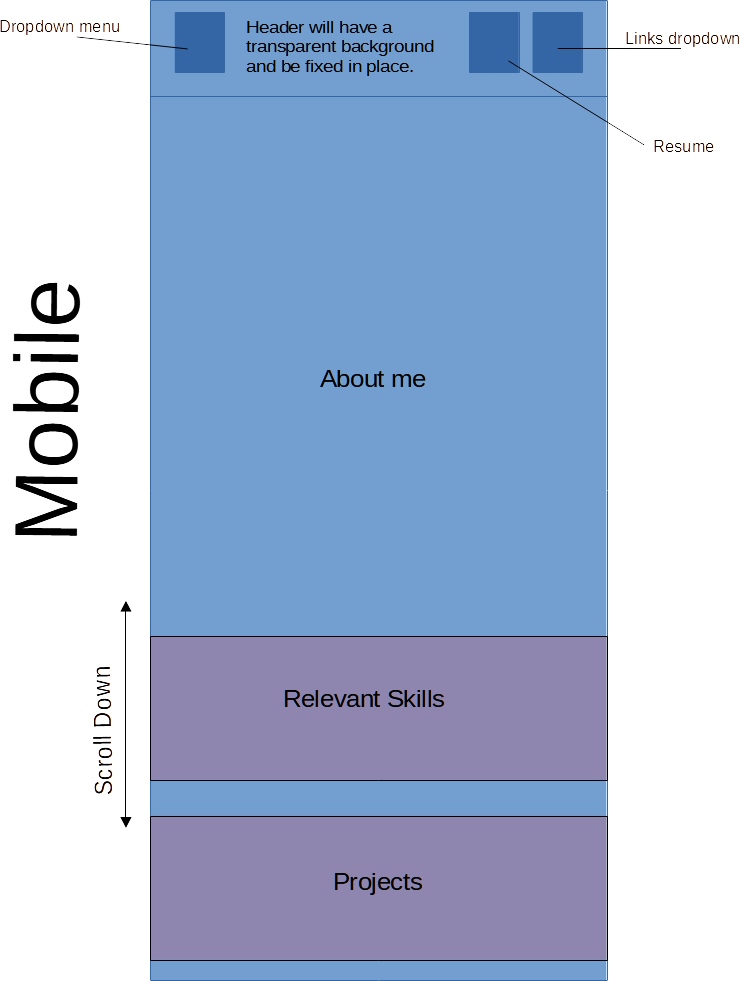 Dropdown menu
Header will have a
transparent background
and be fixed in place.
Links dropdown
Resume
Mobile
About me
Scroll Down
Relevant Skills
Projects